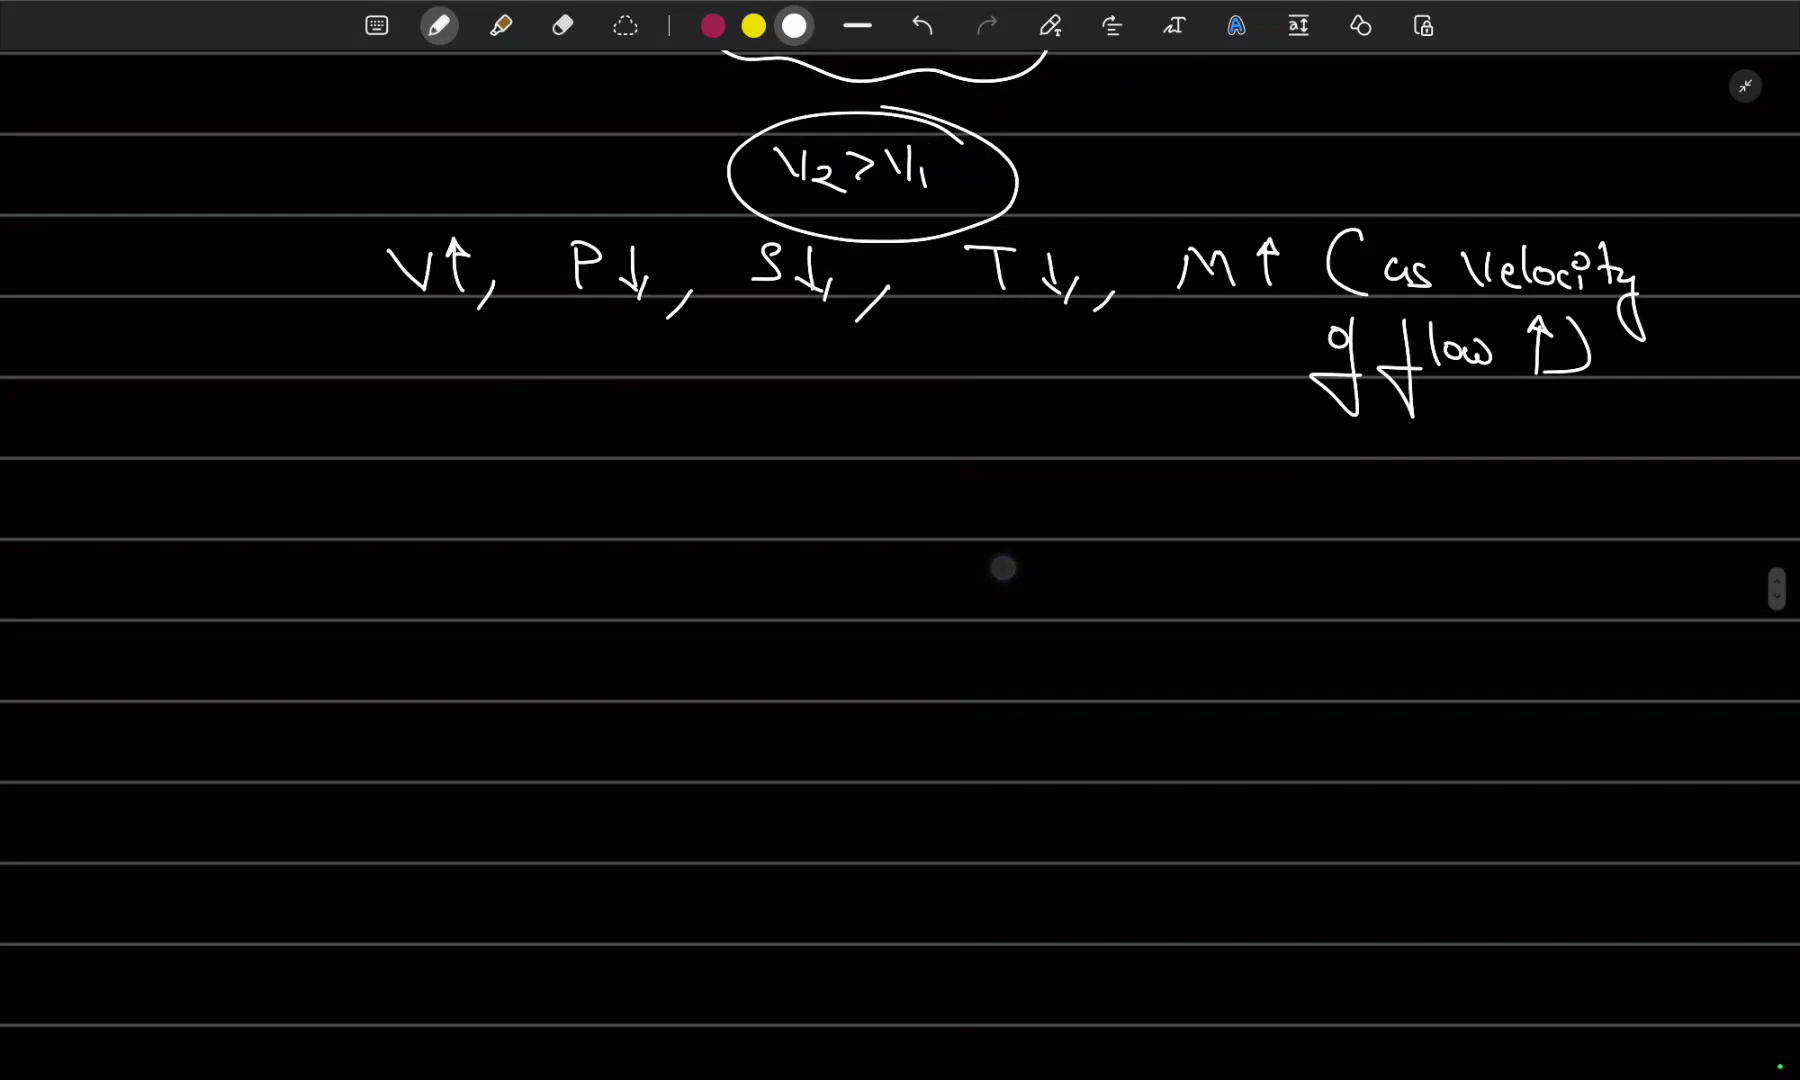 V₂ > V₁
V↑, P↓, S↓, T↓, M↑ (as velocity
of flow ↑)